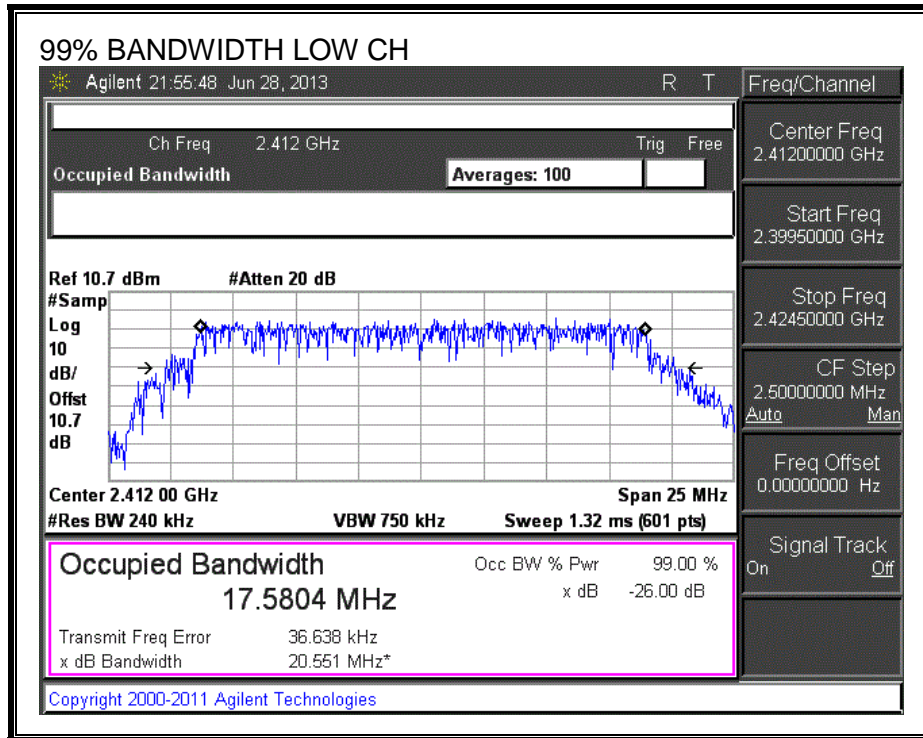 99% BANDWIDTH LOW CH
Agilent 21:55:48 Jun 28, 2013 R T
Freq/Channel
Ch Freq 2.412 GHz Trig Free
Occupied Bandwidth Averages: 100
Center Freq
2.41200000 GHz
Start Freq
2.39950000 GHz
Stop Freq
2.42450000 GHz
CF Step
2.50000000 MHz
Auto Man
Freq Offset
0.00000000 Hz
Signal Track
On Off
Ref 10.7 dBm #Atten 20 dB
#Samp
Log
10
dB/
Offst
10.7
dB
Center 2.412 00 GHz Span 25 MHz
#Res BW 240 kHz VBW 750 kHz Sweep 1.32 ms (601 pts)
Occupied Bandwidth Occ BW % Pwr 99.00 %
17.5804 MHz x dB -26.00 dB
Transmit Freq Error 36.638 kHz
x dB Bandwidth 20.551 MHz*
Copyright 2000-2011 Agilent Technologies